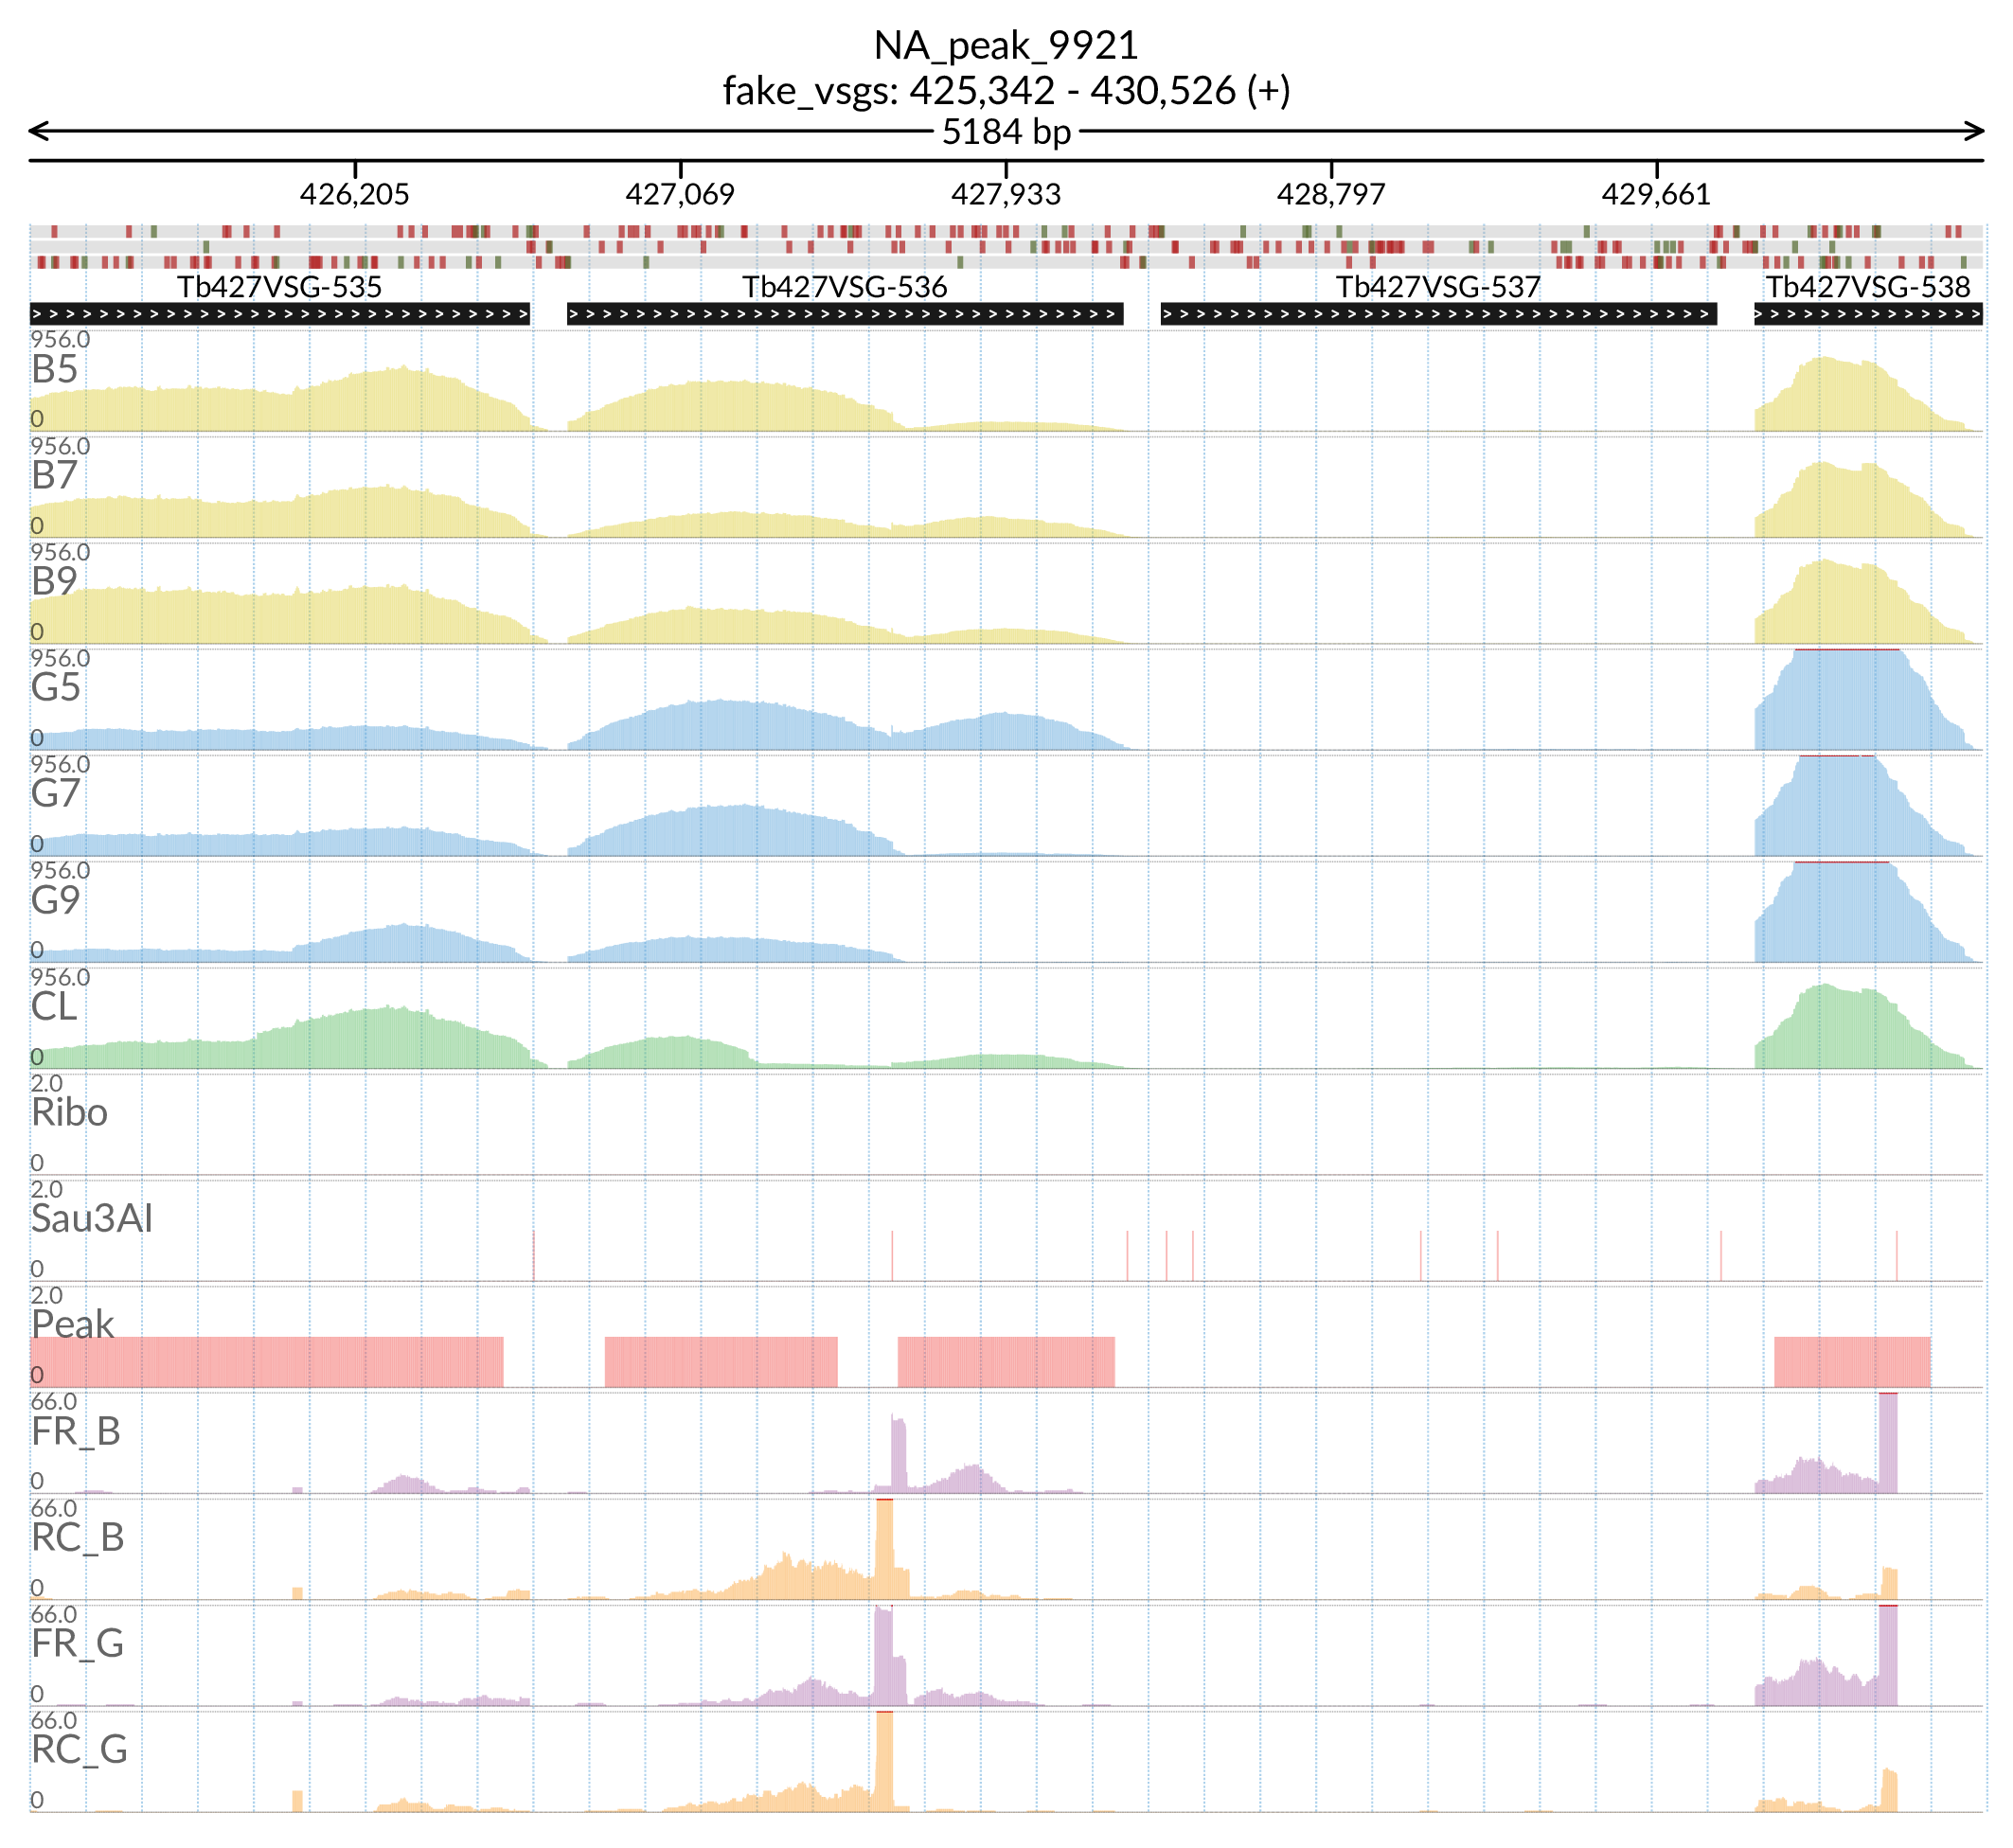 NA_peak_9921
fake_vsgs: 425,342 - 430,526 (+)
5184 bp
426,205 427,069 427,933 428,797 429,661
Tb427VSG-535 Tb427VSG-536 Tb427VSG-537 Tb427VSG-538
956.0
B5
0
956.0
B7
0
956.0
B9
0
956.0
G5
0
956.0
G7
0
956.0
G9
0
956.0
CL
0
2.0
Ribo
0
2.0
Sau3AI
0
2.0
Peak
0
66.0
FR_B
0
66.0
RC_B
0
66.0
FR_G
0
66.0
RC_G
0